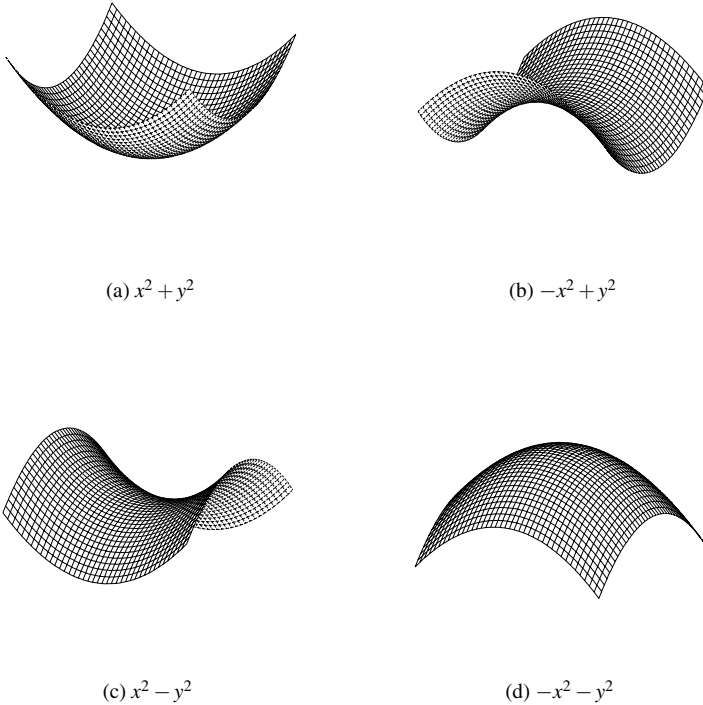 (a) x² + y²
(b) −x² + y²
(c) x² − y²
(d) −x² − y²